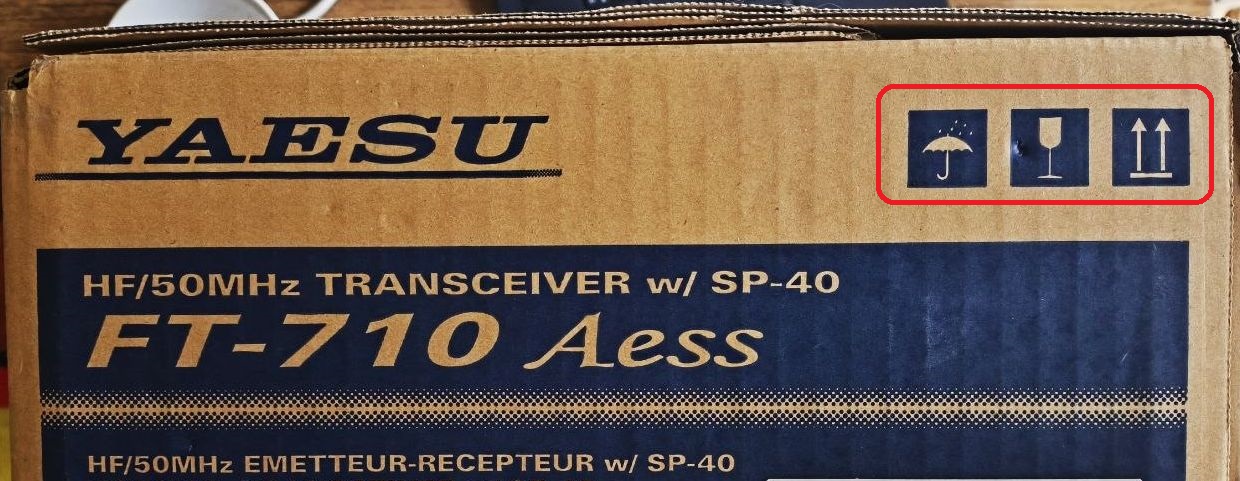 YAESU
HF/50MHz TRANSCEIVER w/ SP-40
FT-710 Aess
HF/50MHz EMETTEUR-RECEPTEUR w/ SP-40